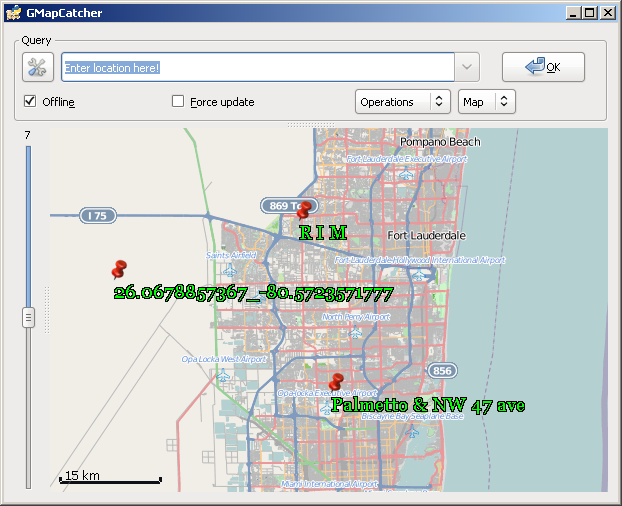 GMapCatcher
Query
Enter location here!
OK
Offline
Force update
Operations
Map
7
Pompano Beach
Fort Lauderdale Executive Airport
869 To
I 75
R I M
Fort Lauderdale
Saints Airfield
Fort-Lauderdale-Hollywood International Airport
26.0678857367_-80.5723571777
North Perry Airport
Opa Locka West Airport
856
Opa-locka Executive Airport
Palmetto & NW 47 ave
Biscayne Bay Seaplane Base
15 km
Miami International Airport